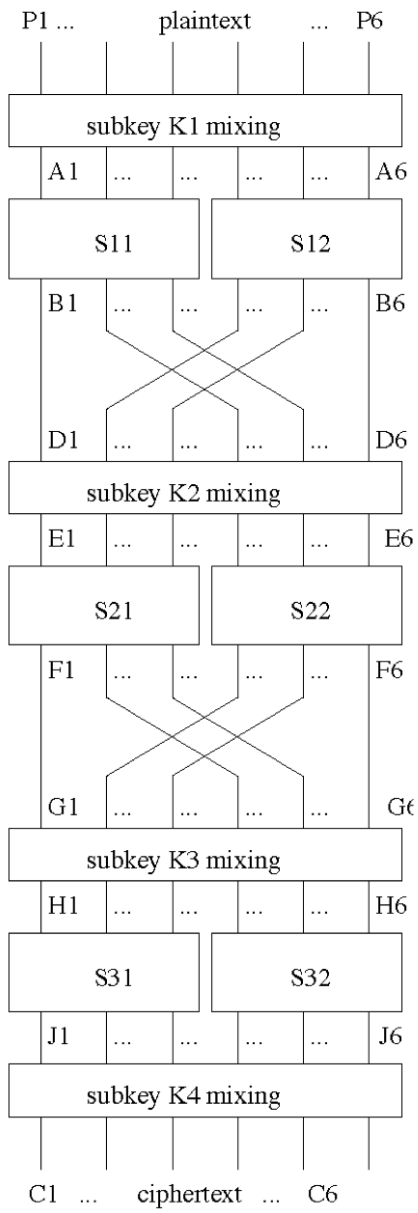 P1 ... plaintext ... P6
subkey K1 mixing
A1 ... ... ... ... A6
S11 S12
B1 ... ... ... ... B6
D1 ... ... ... ... D6
subkey K2 mixing
E1 ... ... ... ... E6
S21 S22
F1 ... ... ... ... F6
G1 ... ... ... ... G6
subkey K3 mixing
H1 ... ... ... ... H6
S31 S32
J1 ... ... ... ... J6
subkey K4 mixing
C1 ... ciphertext ... C6